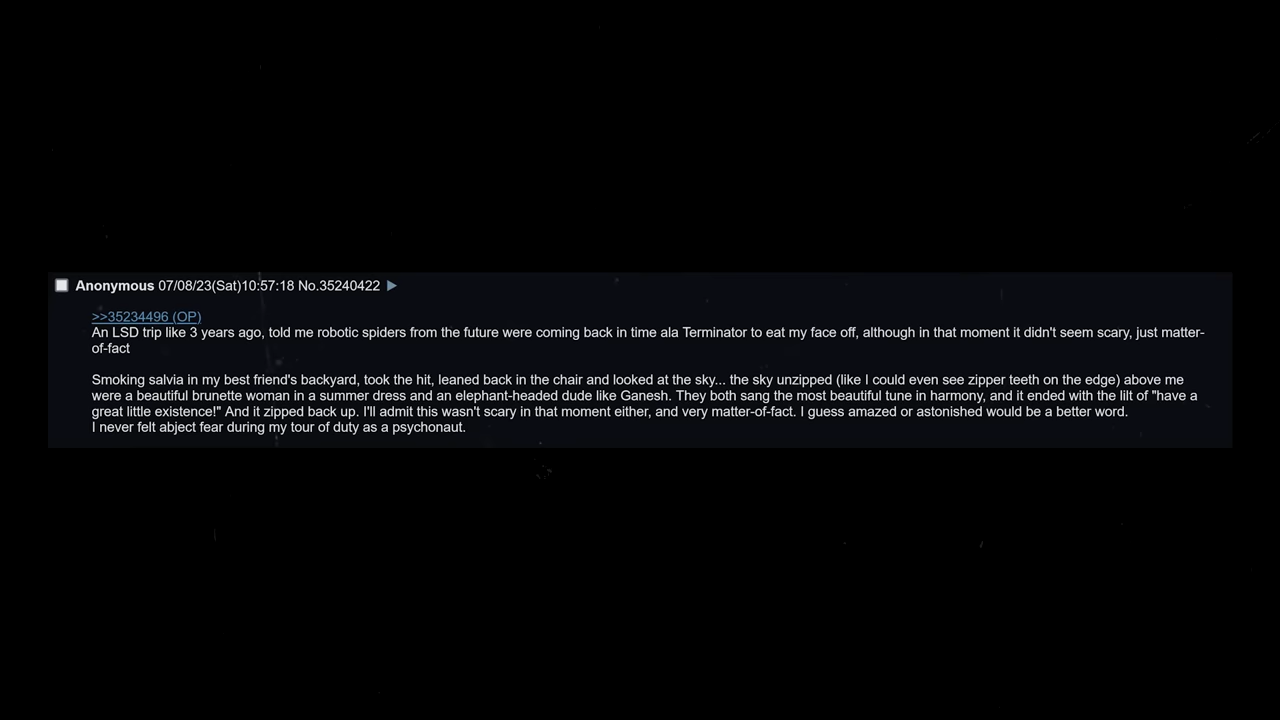 Anonymous 07/08/23(Sat)10:57:18 No.35240422 ▶
>>35234496 (OP)
An LSD trip like 3 years ago, told me robotic spiders from the future were coming back in time ala Terminator to eat my face off, although in that moment it didn't seem scary, just matter-
of-fact
Smoking salvia in my best friend's backyard, took the hit, leaned back in the chair and looked at the sky... the sky unzipped (like I could even see zipper teeth on the edge) above me
were a beautiful brunette woman in a summer dress and an elephant-headed dude like Ganesh. They both sang the most beautiful tune in harmony, and it ended with the lilt of "have a
great little existence!" And it zipped back up. I'll admit this wasn't scary in that moment either, and very matter-of-fact. I guess amazed or astonished would be a better word.
I never felt abject fear during my tour of duty as a psychonaut.